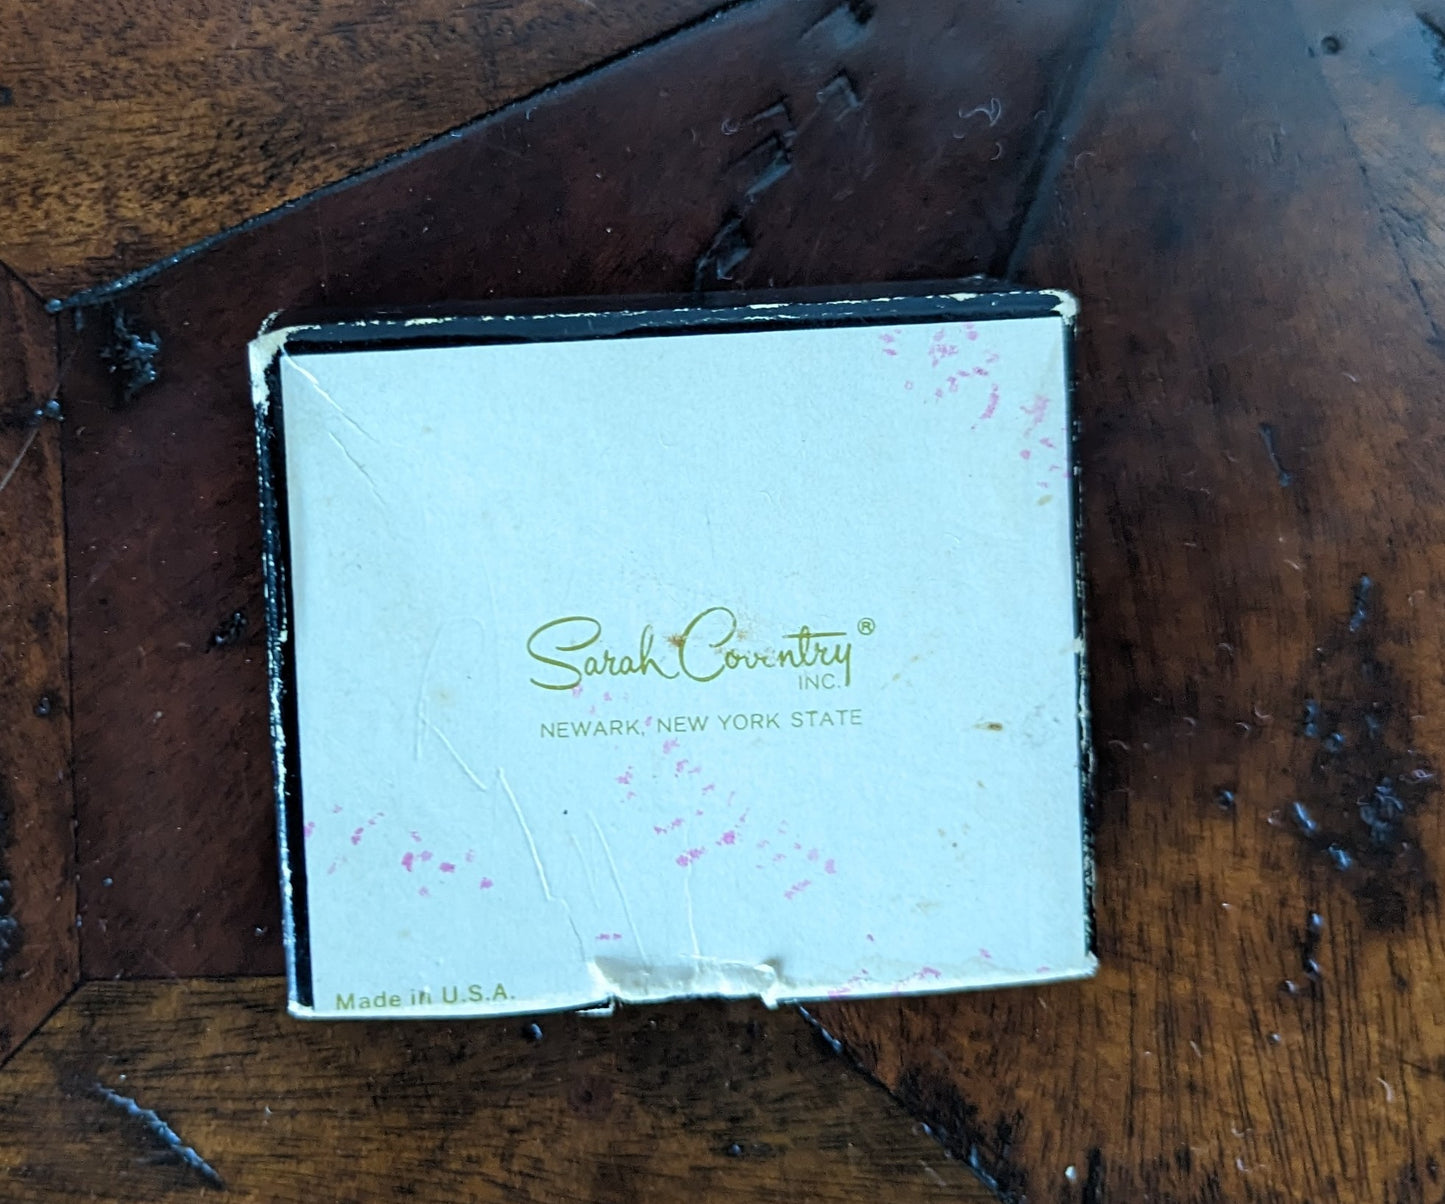 Sarah Coventry®
INC.
NEWARK, NEW YORK STATE
Made in U.S.A.